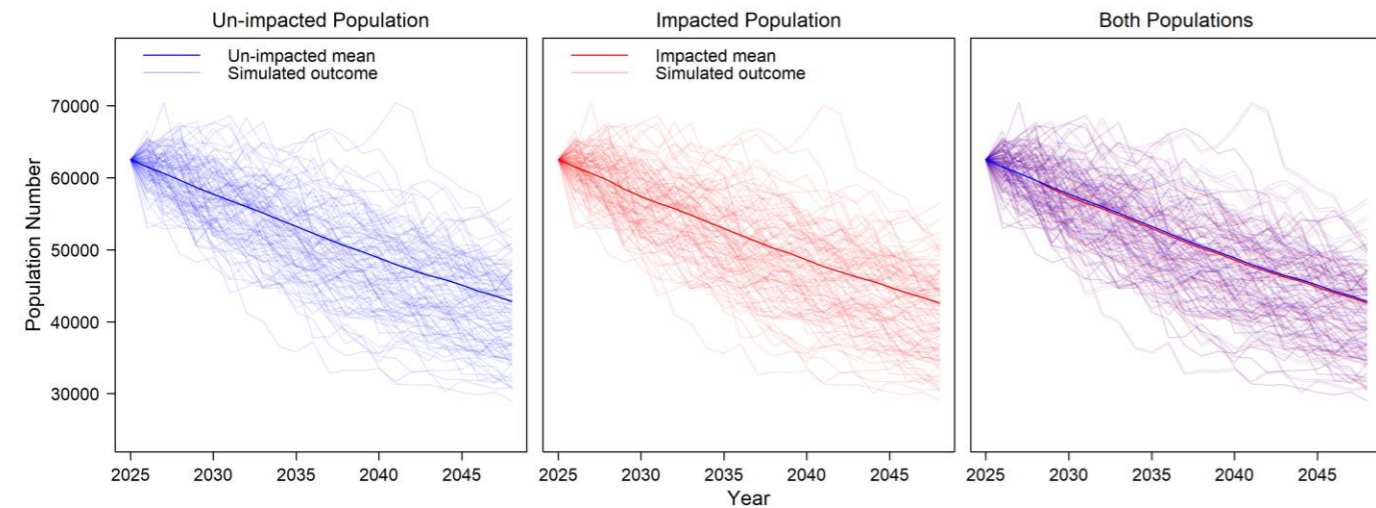 Un-impacted Population
Impacted Population
Both Populations
Un-impacted mean
Simulated outcome
Impacted mean
Simulated outcome
Population Number
70000
60000
50000
40000
30000
2025 2030 2035 2040 2045
2025 2030 2035 2040 2045
2025 2030 2035 2040 2045
Year